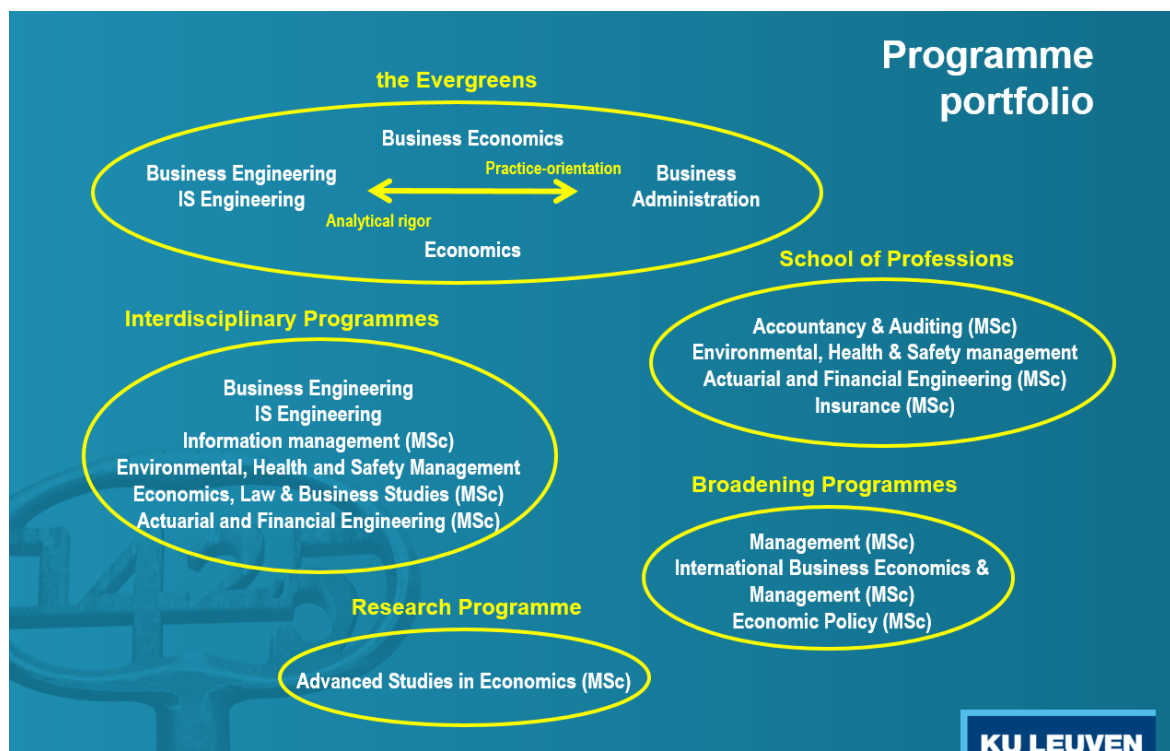 Programme
portfolio
the Evergreens
Business Economics
Practice-orientation
Business Engineering
IS Engineering
Business
Administration
Analytical rigor
Economics
School of Professions
Accountancy & Auditing (MSc)
Environmental, Health & Safety management
Actuarial and Financial Engineering (MSc)
Insurance (MSc)
Interdisciplinary Programmes
Business Engineering
IS Engineering
Information management (MSc)
Environmental, Health and Safety Management
Economics, Law & Business Studies (MSc)
Actuarial and Financial Engineering (MSc)
Broadening Programmes
Management (MSc)
International Business Economics &
Management (MSc)
Economic Policy (MSc)
Research Programme
Advanced Studies in Economics (MSc)
1425
KU LEUVEN